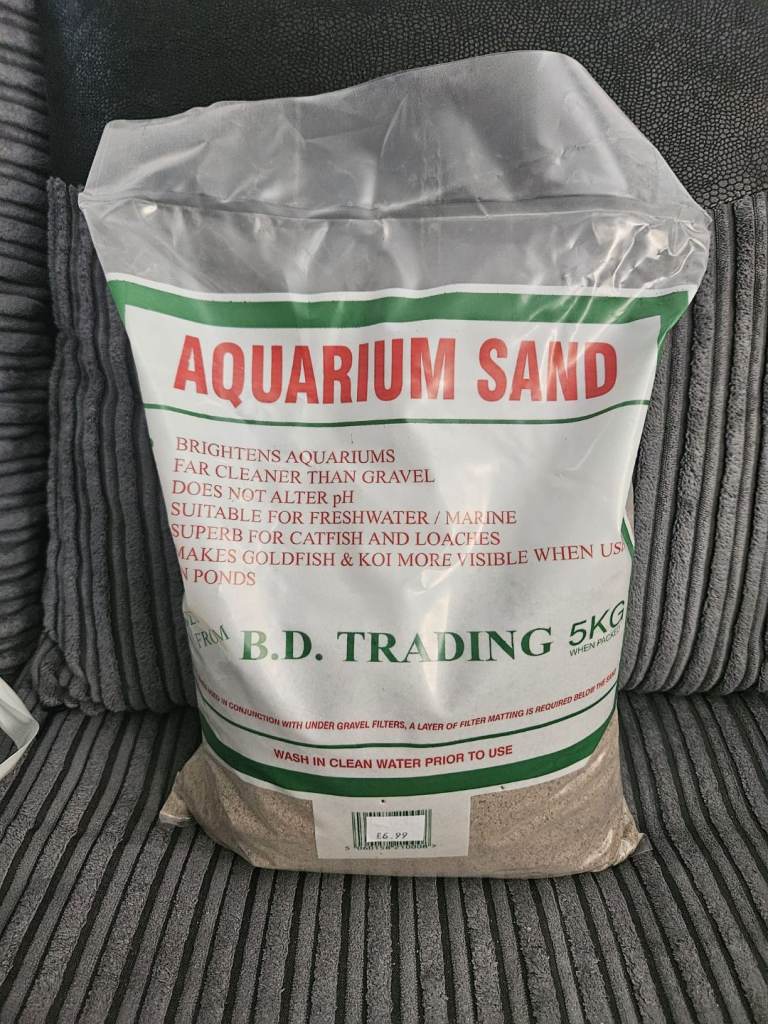 AQUARIUM SAND
BRIGHTENS AQUARIUMS
FAR CLEANER THAN GRAVEL
DOES NOT ALTER pH
SUITABLE FOR FRESHWATER / MARINE
SUPERB FOR CATFISH AND LOACHES
MAKES GOLDFISH & KOI MORE VISIBLE WHEN
PONDS
FROM B.D. TRADING 5KG
WHEN PACKED
USED IN CONJUNCTION WITH UNDER GRAVEL FILTERS, A LAYER OF FILTER MATTING IS REQUIRED BELOW THE SAND
WASH IN CLEAN WATER PRIOR TO USE
£6.99